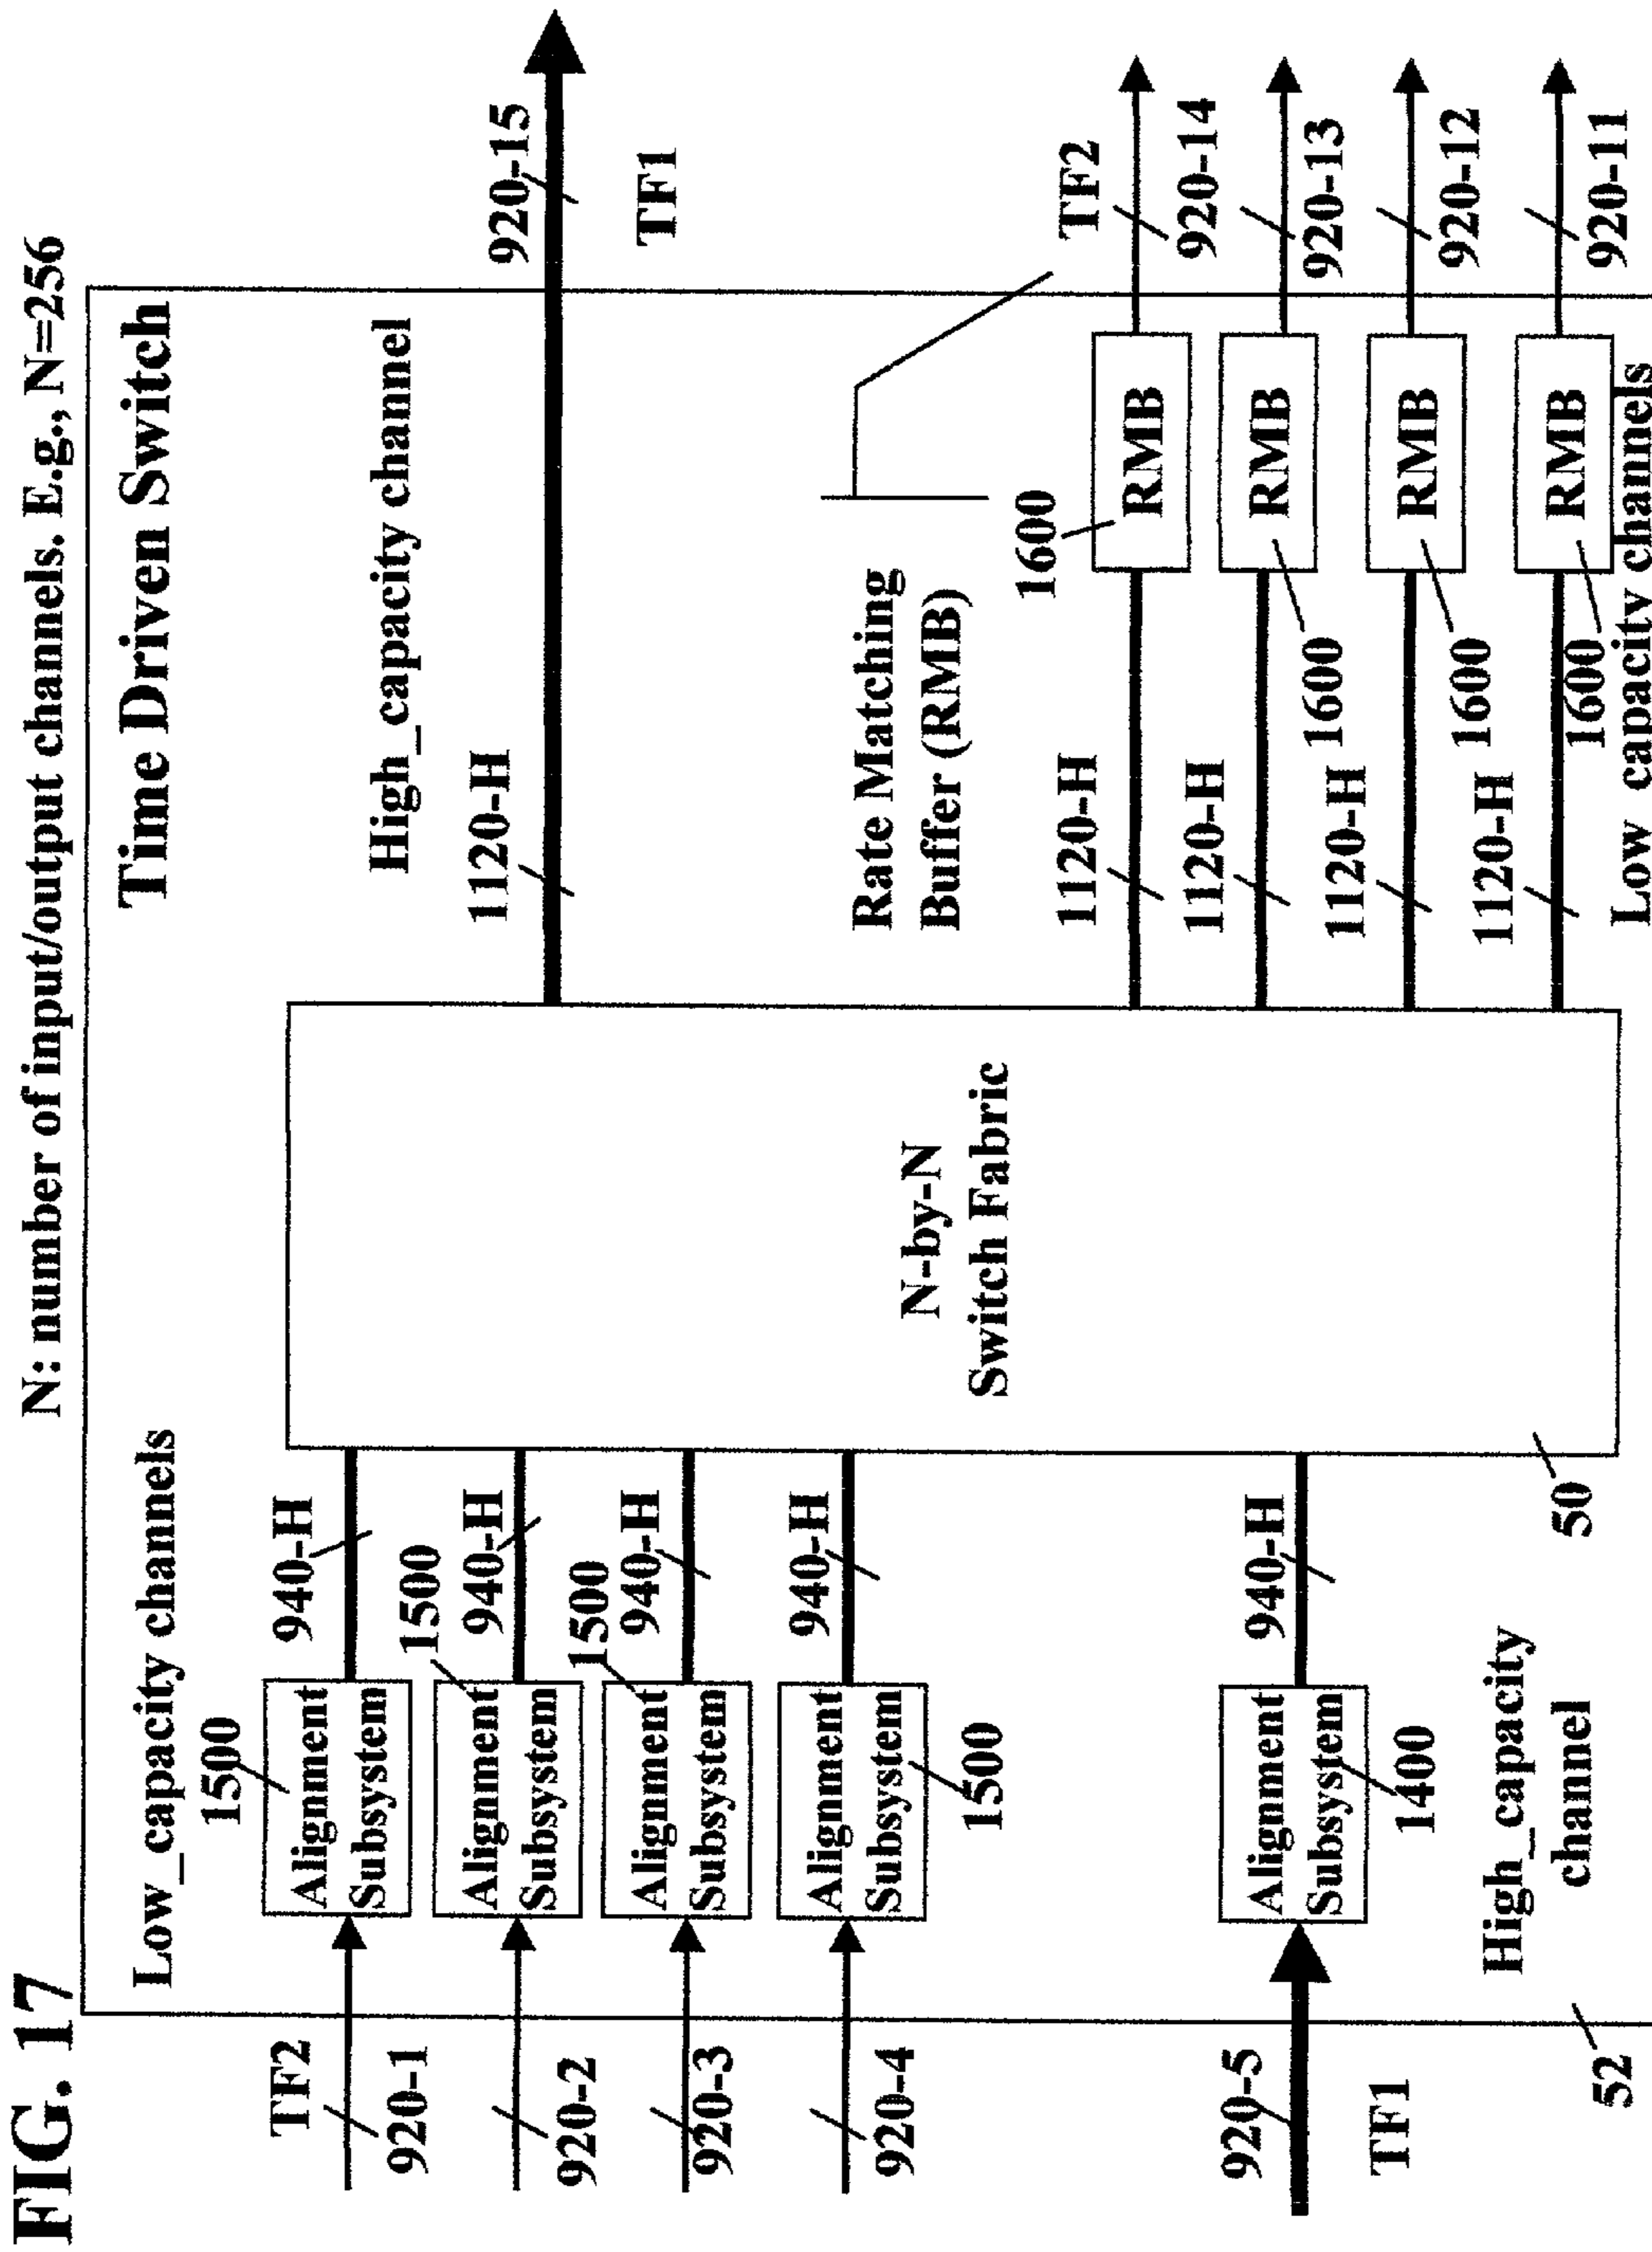 FIG. 17
N: number of input/output channels. E.g., N=256
Time Driven Switch
Low_capacity channels
High_capacity channel
1500
Alignment
Subsystem
940-H
TF2
920-1
1500
Alignment
Subsystem
940-H
920-2
1500
Alignment
Subsystem
940-H
920-3
Alignment
Subsystem
1500
940-H
920-4
920-5
TF1
Alignment
Subsystem
1400
940-H
High_capacity
channel
52
50
N-by-N
Switch Fabric
1120-H
920-15
TF1
Rate Matching
Buffer (RMB)
1120-H
1600
RMB
TF2
920-14
1120-H
RMB
1600
920-13
1120-H
RMB
1600
920-12
1120-H
RMB
1600
920-11
Low capacity channels